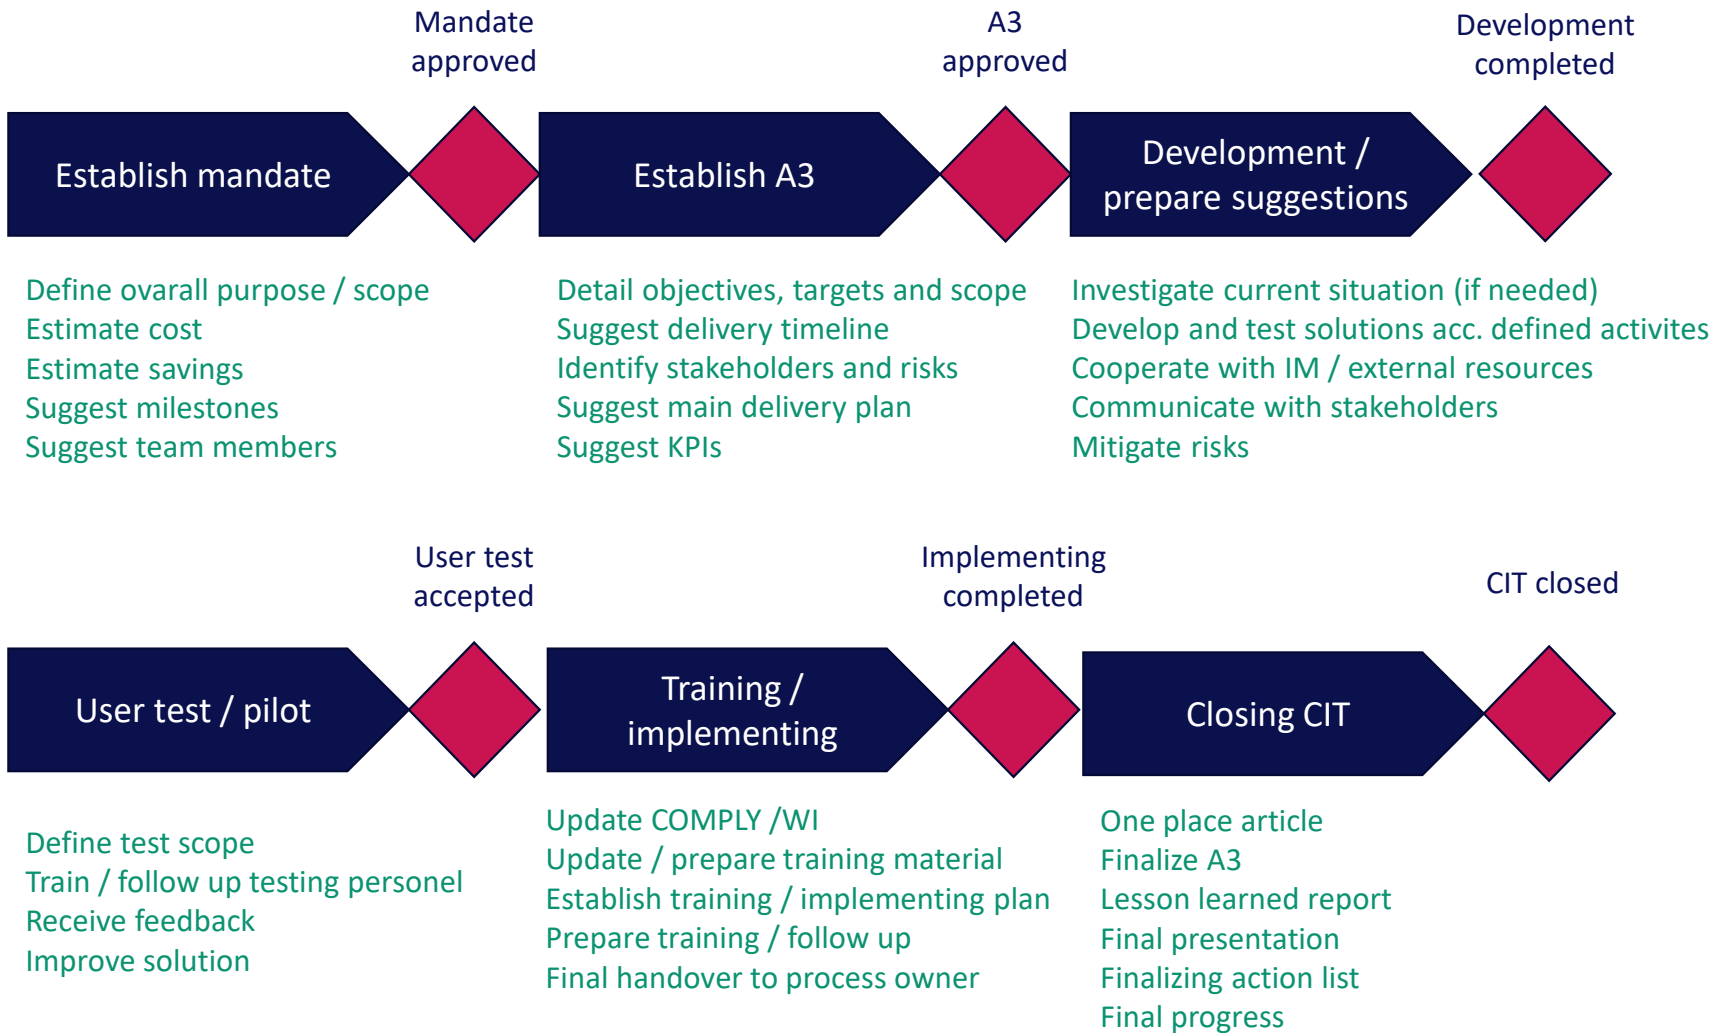 Mandate
approved
A3
approved
Development
completed
Establish mandate
Establish A3
Development /
prepare suggestions
Define ovarall purpose / scope
Estimate cost
Estimate savings
Suggest milestones
Suggest team members
Detail objectives, targets and scope
Suggest delivery timeline
Identify stakeholders and risks
Suggest main delivery plan
Suggest KPIs
Investigate current situation (if needed)
Develop and test solutions acc. defined activites
Cooperate with IM / external resources
Communicate with stakeholders
Mitigate risks
User test
accepted
Implementing
completed
CIT closed
User test / pilot
Training /
implementing
Closing CIT
Define test scope
Train / follow up testing personel
Receive feedback
Improve solution
Update COMPLY /WI
Update / prepare training material
Establish training / implementing plan
Prepare training / follow up
Final handover to process owner
One place article
Finalize A3
Lesson learned report
Final presentation
Finalizing action list
Final progress